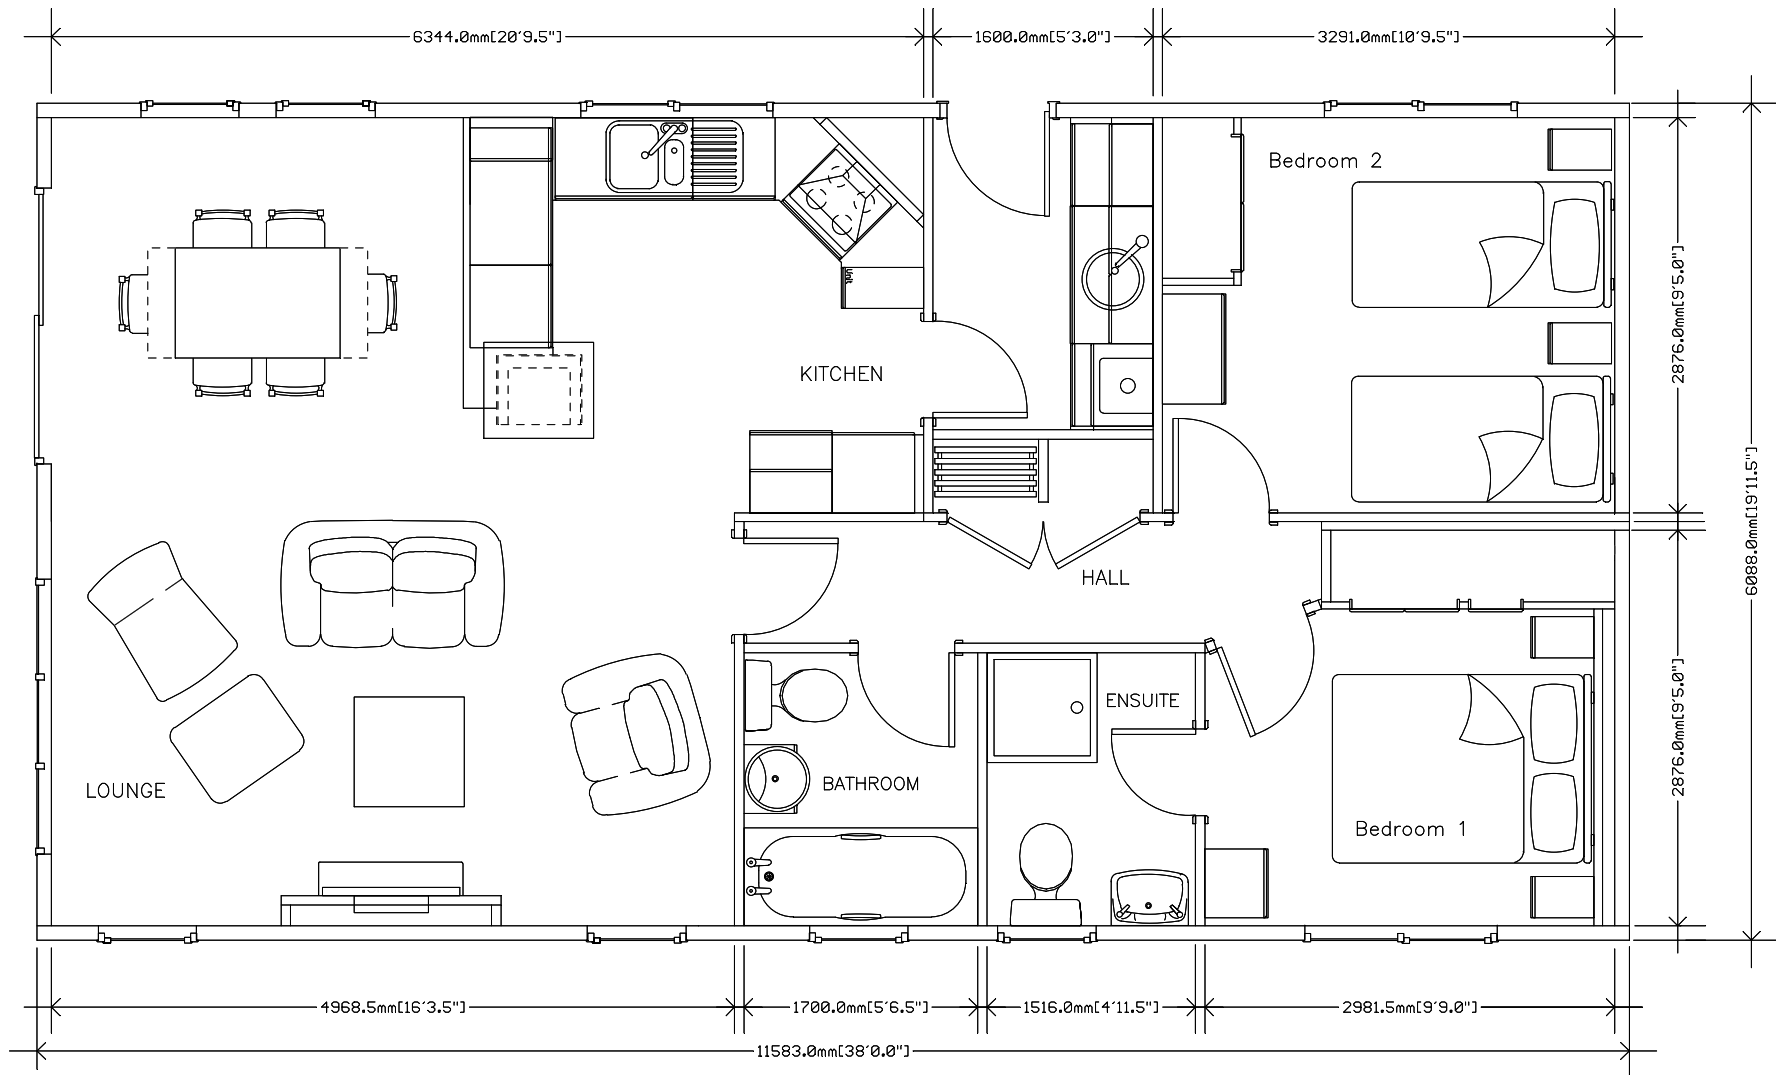 6344.0mm[20'9.5"]
1600.0mm[5'3.0"]
3291.0mm[10'9.5"]
Bedroom 2
Unit
2876.0mm[9'5.0"]
KITCHEN
6088.0mm[19'11.5"]
HALL
ENSUITE
2876.0mm[9'5.0"]
LOUNGE
BATHROOM
Bedroom 1
4968.5mm[16'3.5"]
1700.0mm[5'6.5"]
1516.0mm[4'11.5"]
2981.5mm[9'9.0"]
11583.0mm[38'0.0"]